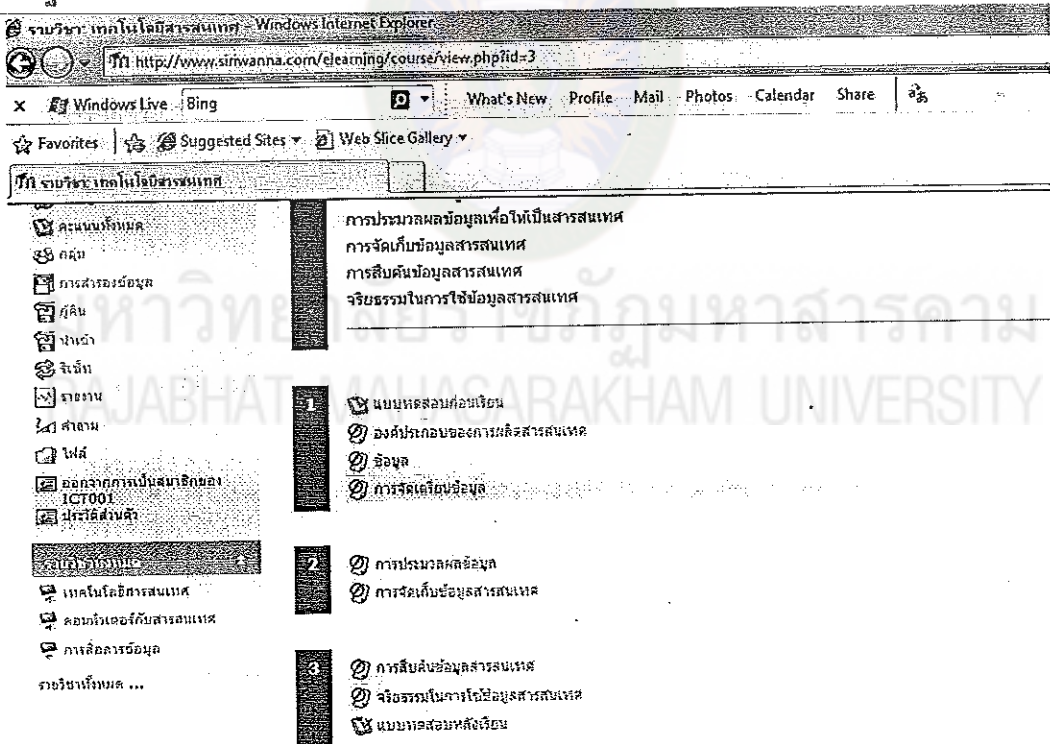 รายวิชา: เทคโนโลยีสารสนเทศ - Windows Internet Explorer
http://www.siriwanna.com/elearning/course/view.php?id=3
x Windows Live Bing What's New Profile Mail Photos Calendar Share
Favorites Suggested Sites Web Slice Gallery
รายวิชา: เทคโนโลยีสารสนเทศ
คะแนนทั้งหมด
กลุ่ม
การสำรองข้อมูล
กู้คืน
นำเข้า
รีเซ็ท
รายงาน
คำถาม
ไฟล์
ออกจากการเป็นสมาชิกของ
ICT001
ประวัติส่วนตัว
รายวิชาทั้งหมด
เทคโนโลยีสารสนเทศ
คอมพิวเตอร์กับสารสนเทศ
การสื่อสารข้อมูล
รายวิชาทั้งหมด ...
การประมวลผลข้อมูลเพื่อให้เป็นสารสนเทศ
การจัดเก็บข้อมูลสารสนเทศ
การสืบค้นข้อมูลสารสนเทศ
จริยธรรมในการใช้ข้อมูลสารสนเทศ
1 แบบทดสอบก่อนเรียน
องค์ประกอบของการผลิตสารสนเทศ
ข้อมูล
การจัดเตรียมข้อมูล
2 การประมวลผลข้อมูล
การจัดเก็บข้อมูลสารสนเทศ
3 การสืบค้นข้อมูลสารสนเทศ
จริยธรรมในการใช้ข้อมูลสารสนเทศ
แบบทดสอบหลังเรียน
มหาวิทยาลัยราชภัฏมหาสารคาม
RAJABHAT MAHASARAKHAM UNIVERSITY